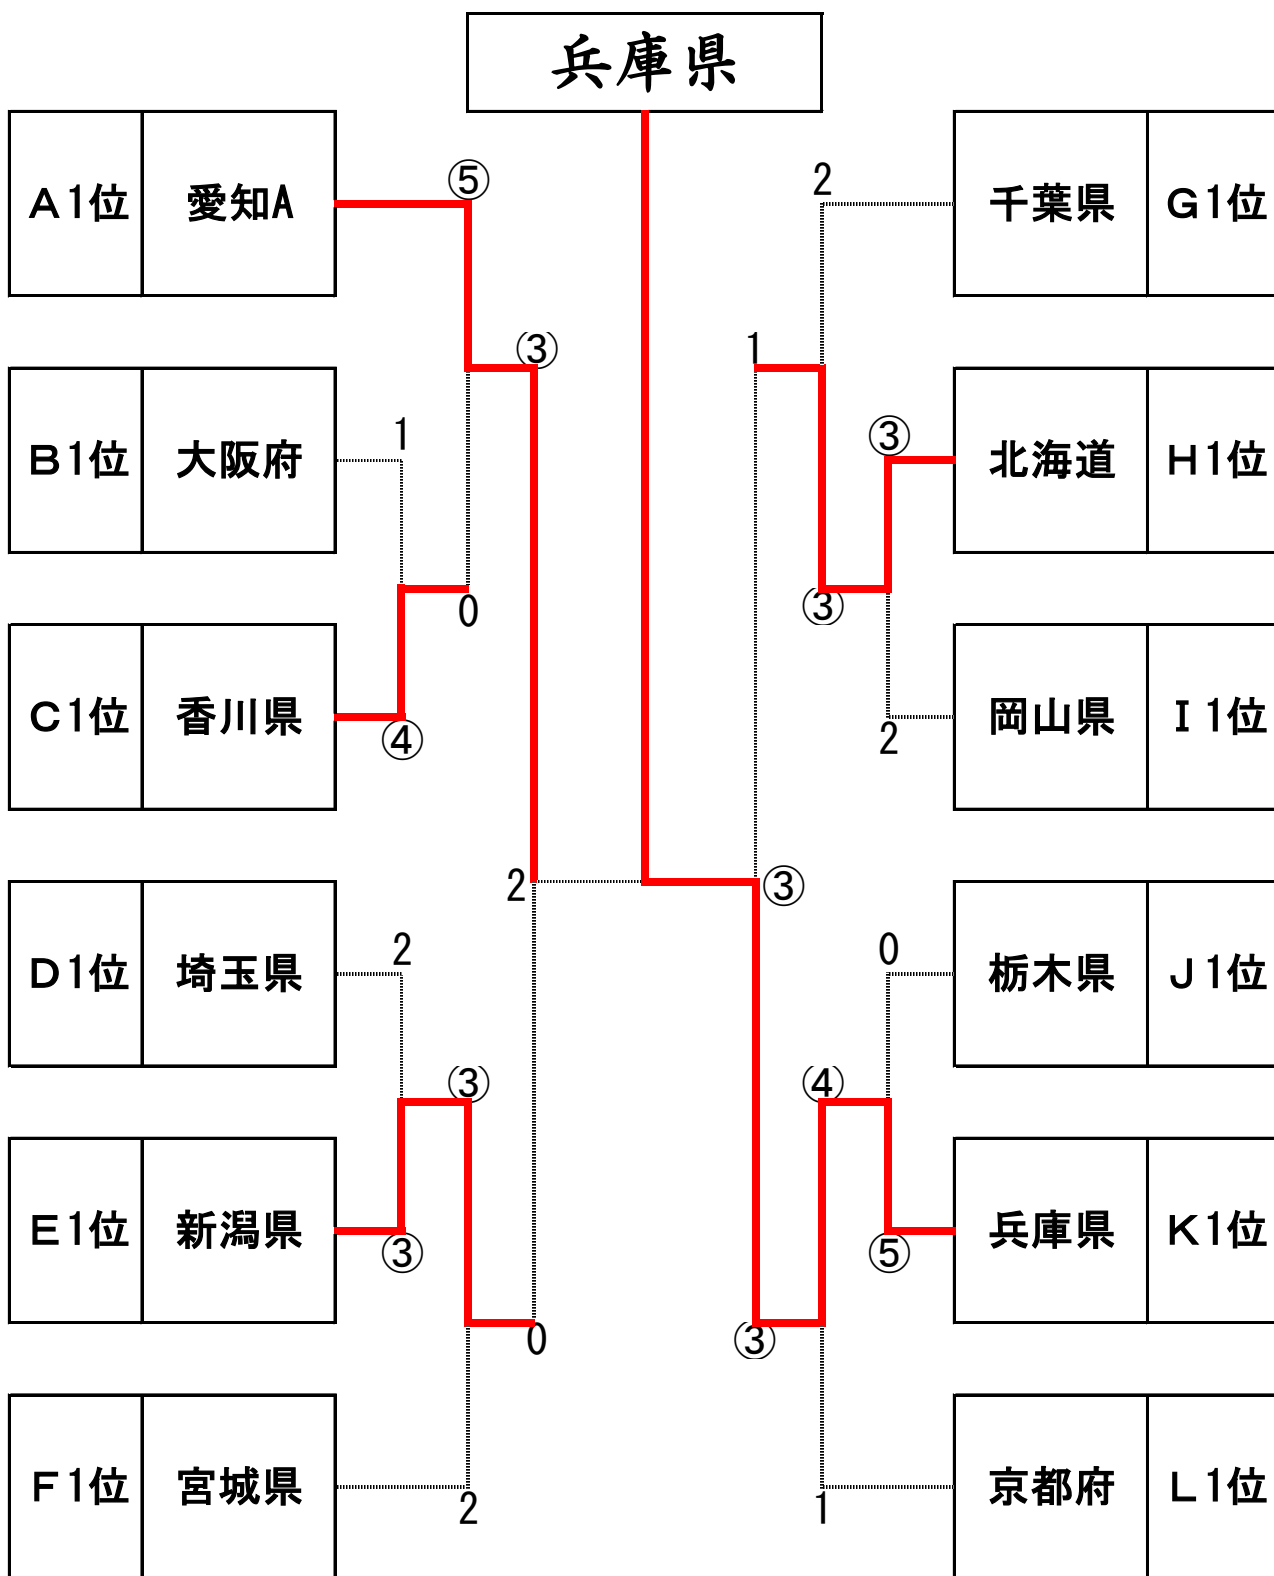 兵庫県
A1位 愛知A ⑤ 2 千葉県 G1位
③ 1
B1位 大阪府 1 ③ 北海道 H1位
0 ③
C1位 香川県 ④ 2 岡山県 I1位
2 ③
D1位 埼玉県 2 0 栃木県 J1位
③ ④
E1位 新潟県 ③ ⑤ 兵庫県 K1位
0 ③
F1位 宮城県 2 1 京都府 L1位